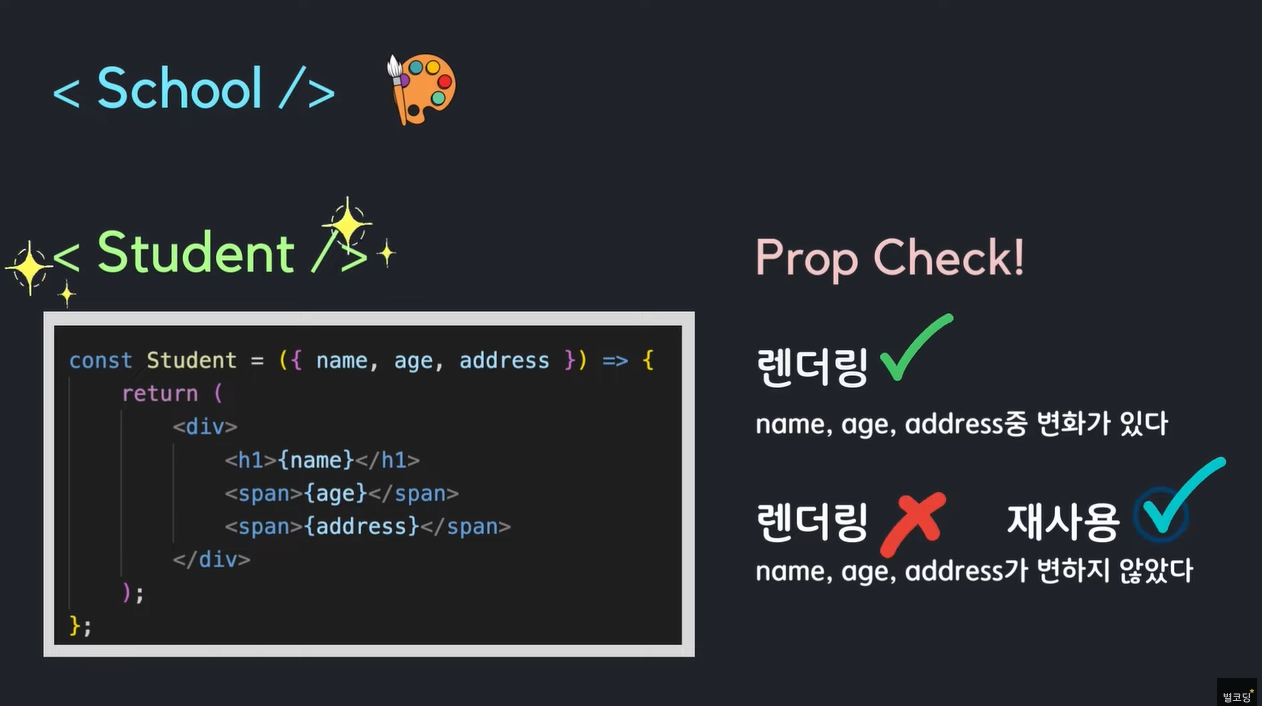 < School />
< Student />
Prop Check!
const Student = ({ name, age, address }) => {
return (
<div>
<h1>{name}</h1>
<span>{age}</span>
<span>{address}</span>
</div>
);
};
렌더링
name, age, address중 변화가 있다
렌더링 재사용
name, age, address가 변하지 않았다
별코딩